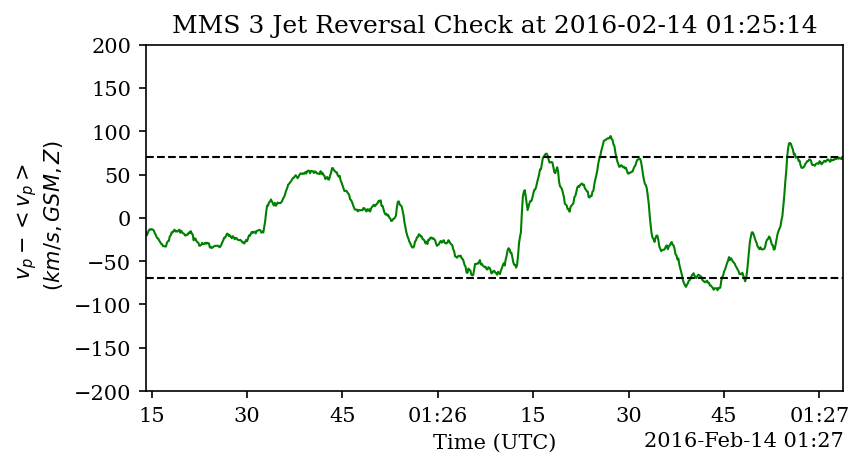 MMS 3 Jet Reversal Check at 2016-02-14 01:25:14
200
150
100
50
0
−50
−100
−150
−200
v_p − < v_p >
(km/s, GSM, Z)
15 30 45 01:26 15 30 45 01:27
Time (UTC) 2016-Feb-14 01:27